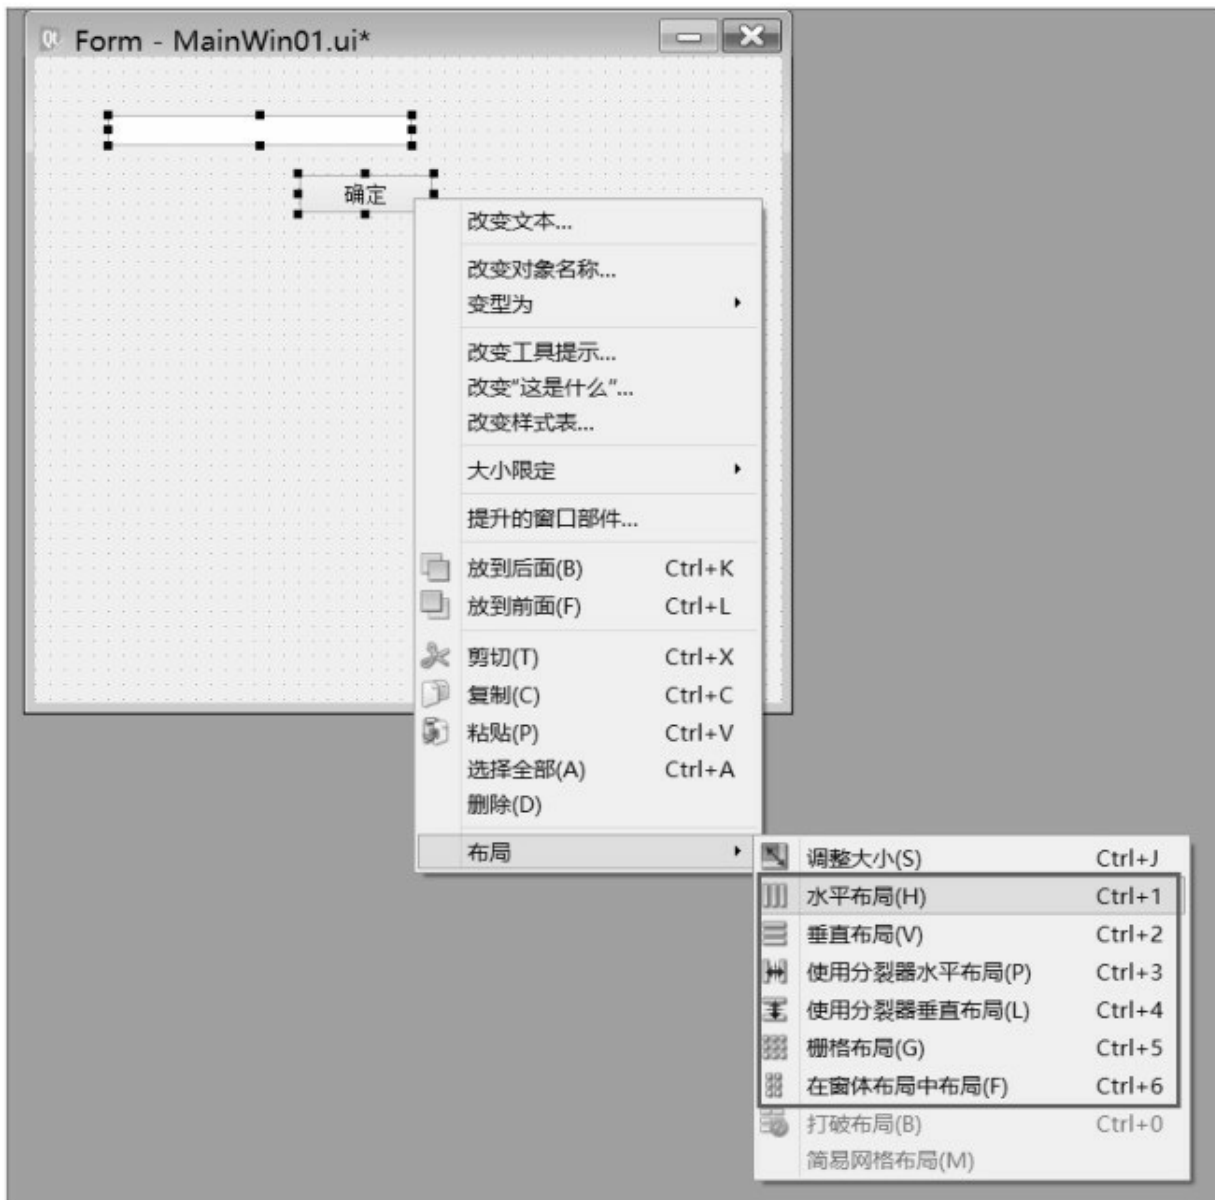 Form - MainWin01.ui*
确定
改变文本...
改变对象名称...
变型为
改变工具提示...
改变"这是什么"...
改变样式表...
大小限定
提升的窗口部件...
放到后面(B) Ctrl+K
放到前面(F) Ctrl+L
剪切(T) Ctrl+X
复制(C) Ctrl+C
粘贴(P) Ctrl+V
选择全部(A) Ctrl+A
删除(D)
布局
调整大小(S) Ctrl+J
水平布局(H) Ctrl+1
垂直布局(V) Ctrl+2
使用分裂器水平布局(P) Ctrl+3
使用分裂器垂直布局(L) Ctrl+4
栅格布局(G) Ctrl+5
在窗体布局中布局(F) Ctrl+6
打破布局(B) Ctrl+0
简易网格布局(M)